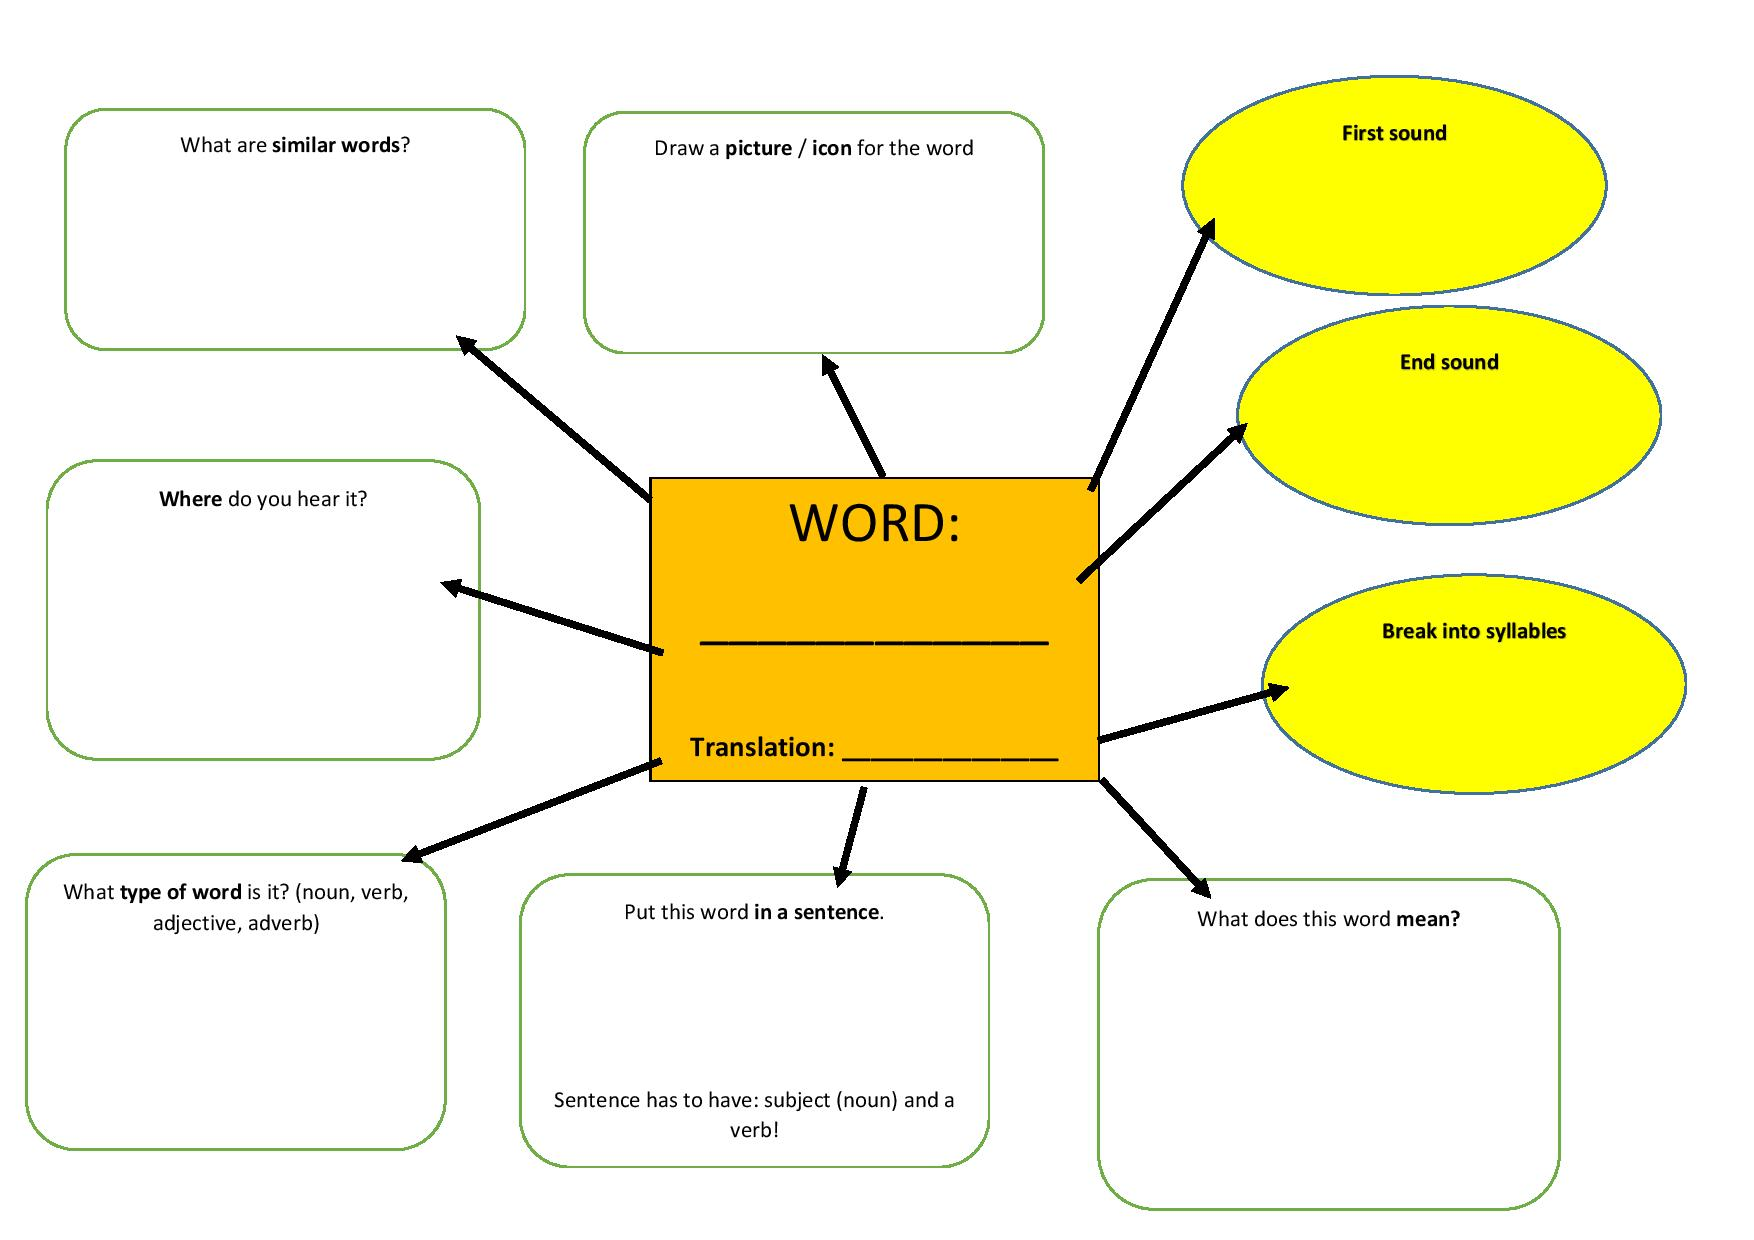 What are similar words?
Draw a picture / icon for the word
First sound
End sound
Where do you hear it?
WORD:
____________
Translation: _______________
Break into syllables
What type of word is it? (noun, verb,
adjective, adverb)
Put this word in a sentence.
Sentence has to have: subject (noun) and a
verb!
What does this word mean?